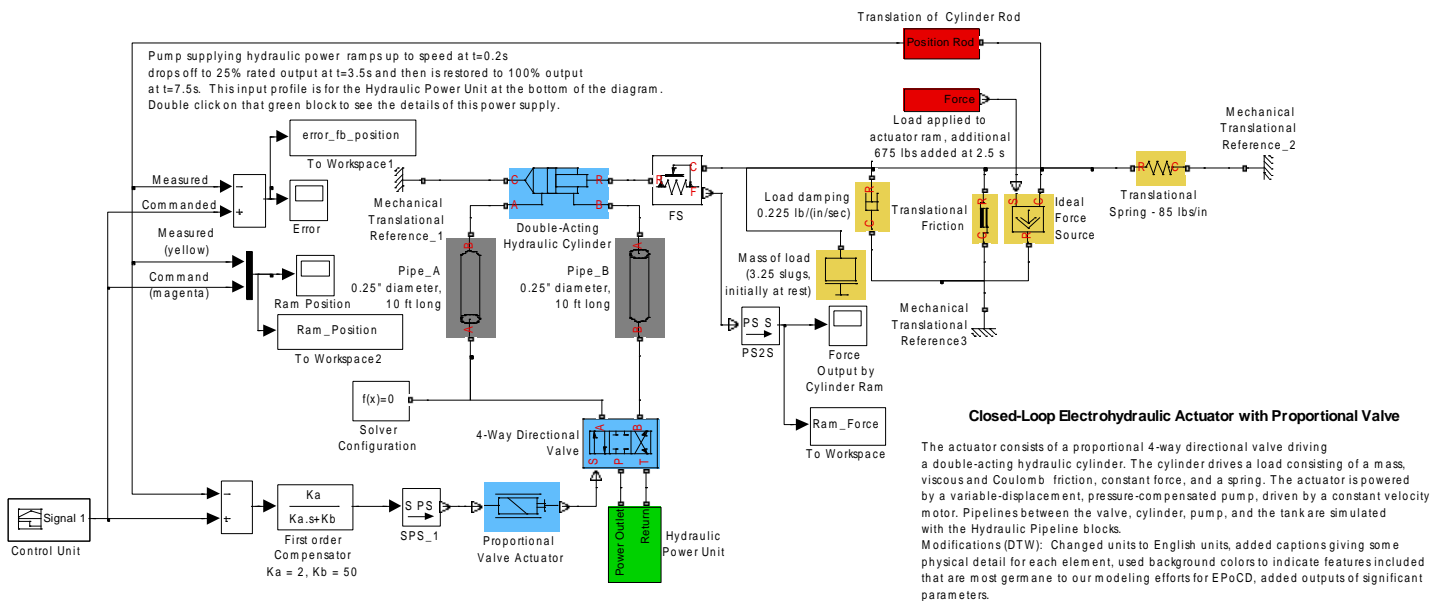 Translation of Cylinder Rod
Position Rod
Pump supplying hydraulic power ramps up to speed at t=0.2s
drops off to 25% rated output at t=3.5s and then is restored to 100% output
at t=7.5s. This input profile is for the Hydraulic Power Unit at the bottom of the diagram.
Double click on that green block to see the details of this power supply.
Force
Load applied to
actuator ram, additional
675 lbs added at 2.5 s
Mechanical
Translational
Reference_2
error_fb_position
To Workspace1
Measured
Commanded
−
+
Error
Measured
(yellow)
Command
(magenta)
Ram Position
Ram_Position
To Workspace2
Mechanical
Translational
Reference_1
C
R
A
B
Double-Acting
Hydraulic Cylinder
R
C
F
FS
Load damping
0.225 lb/(in/sec)
R
C
Translational
Friction
R
C
S
C
R
Ideal
Force
Source
R
C
Translational
Spring - 85 lbs/in
B
A
Pipe_A
0.25" diameter,
10 ft long
Pipe_B
0.25" diameter,
10 ft long
A
B
Mass of load
(3.25 slugs,
initially at rest)
Mechanical
Translational
Reference3
PS S
PS2S
Force
Output by
Cylinder Ram
Ram_Force
To Workspace
f(x)=0
Solver
Configuration
4-Way Directional
Valve
A
B
S
P
T
Signal 1
Control Unit
−
+
Ka
Ka.s+Kb
First order
Compensator
Ka = 2, Kb = 50
S PS
SPS_1
Proportional
Valve Actuator
Power Outlet
Return
Hydraulic
Power Unit
Closed-Loop Electrohydraulic Actuator with Proportional Valve
The actuator consists of a proportional 4-way directional valve driving
a double-acting hydraulic cylinder. The cylinder drives a load consisting of a mass,
viscous and Coulomb friction, constant force, and a spring. The actuator is powered
by a variable-displacement, pressure-compensated pump, driven by a constant velocity
motor. Pipelines between the valve, cylinder, pump, and the tank are simulated
with the Hydraulic Pipeline blocks.
Modifications (DTW): Changed units to English units, added captions giving some
physical detail for each element, used background colors to indicate features included
that are most germane to our modeling efforts for EPoCD, added outputs of significant
parameters.